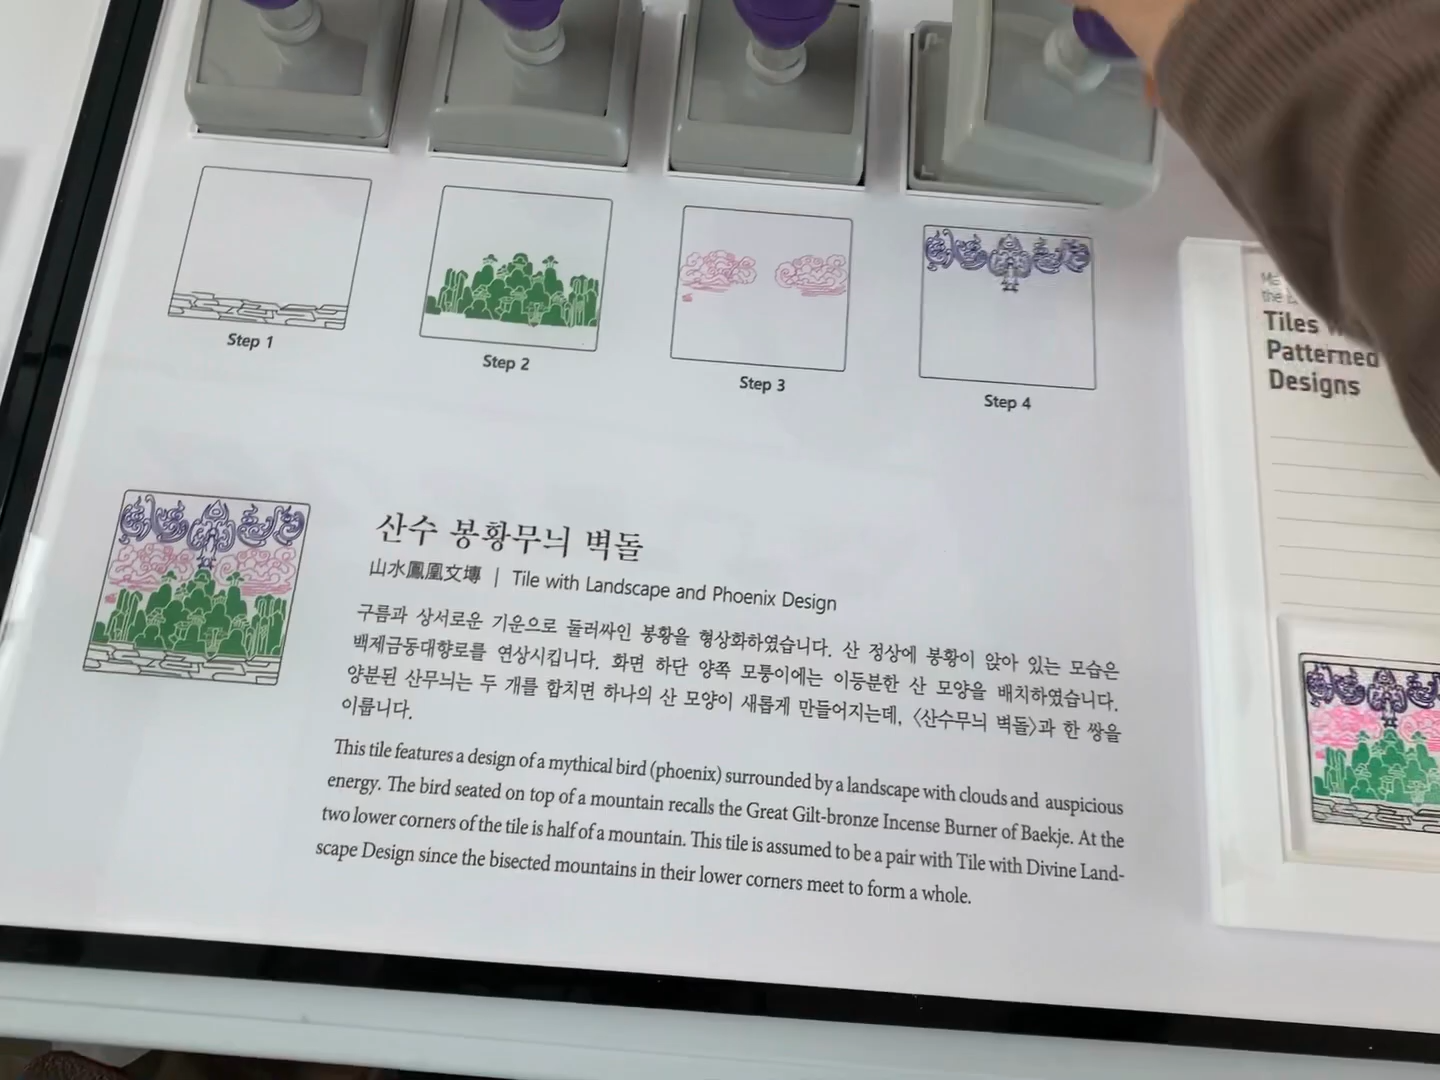 Step 1
Step 2
Step 3
Step 4
산수 봉황무늬 벽돌
山水鳳凰文塼 | Tile with Landscape and Phoenix Design
구름과 상서로운 기운으로 둘러싸인 봉황을 형상화하였습니다. 산 정상에 봉황이 앉아 있는 모습은
백제금동대향로를 연상시킵니다. 화면 하단 양쪽 모퉁이에는 이등분한 산 모양을 배치하였습니다.
양분된 산무늬는 두 개를 합치면 하나의 산 모양이 새롭게 만들어지는데, 〈산수무늬 벽돌〉과 한 쌍을
이룹니다.
This tile features a design of a mythical bird (phoenix) surrounded by a landscape with clouds and auspicious
energy. The bird seated on top of a mountain recalls the Great Gilt-bronze Incense Burner of Baekje. At the
two lower corners of the tile is half of a mountain. This tile is assumed to be a pair with Tile with Divine Land-
scape Design since the bisected mountains in their lower corners meet to form a whole.
the
Tiles
Patterned
Designs